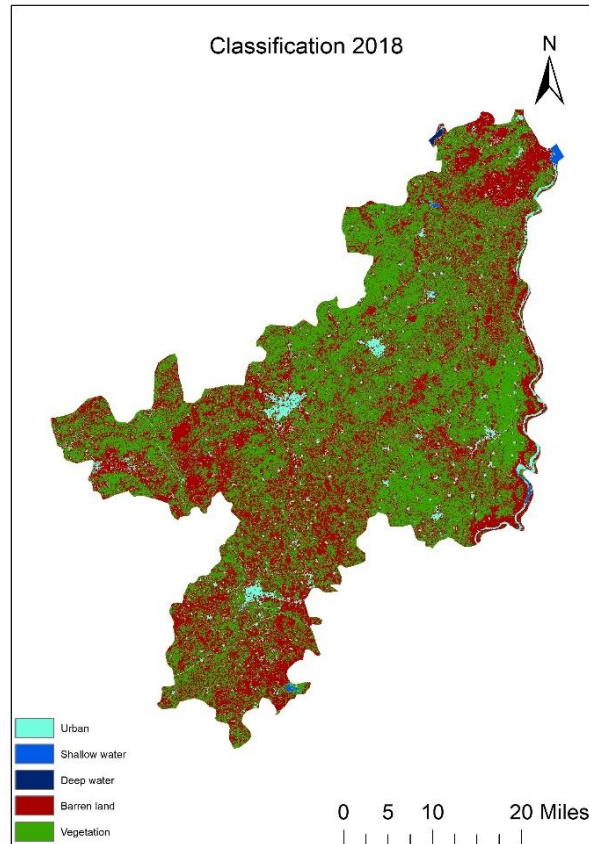 Classification 2018
N
Urban
Shallow water
Deep water
Barren land
Vegetation
0 5 10 20 Miles